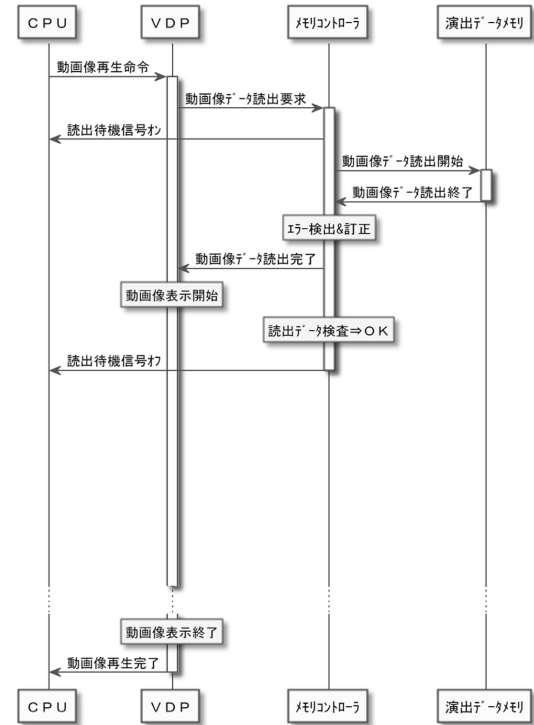 ＣＰＵ
ＶＤＰ
ﾒﾓﾘｺﾝﾄﾛｰﾗ
演出ﾃﾞｰﾀﾒﾓﾘ
動画像再生命令
動画像ﾃﾞｰﾀ読出要求
読出待機信号ｵﾝ
動画像ﾃﾞｰﾀ読出開始
動画像ﾃﾞｰﾀ読出終了
ｴﾗｰ検出&訂正
動画像ﾃﾞｰﾀ読出完了
動画像表示開始
読出ﾃﾞｰﾀ検査⇒ＯＫ
読出待機信号ｵﾌ
動画像表示終了
動画像再生完了
ＣＰＵ
ＶＤＰ
ﾒﾓﾘｺﾝﾄﾛｰﾗ
演出ﾃﾞｰﾀﾒﾓﾘ